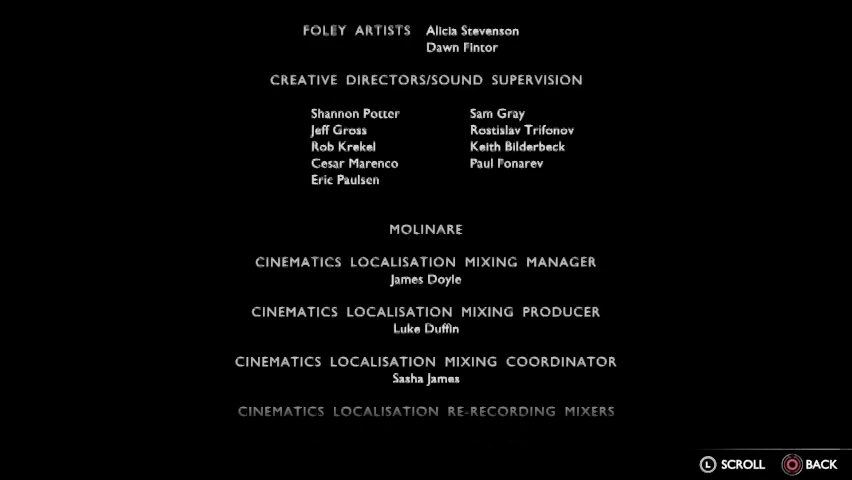 FOLEY ARTISTS Alicia Stevenson
Dawn Fintor
CREATIVE DIRECTORS/SOUND SUPERVISION
Shannon Potter Sam Gray
Jeff Gross Rostislav Trifonov
Rob Krekel Keith Bilderbeck
Cesar Marenco Paul Fonarev
Eric Paulsen
MOLINARE
CINEMATICS LOCALISATION MIXING MANAGER
James Doyle
CINEMATICS LOCALISATION MIXING PRODUCER
Luke Duffin
CINEMATICS LOCALISATION MIXING COORDINATOR
Sasha James
CINEMATICS LOCALISATION RE-RECORDING MIXERS
L SCROLL BACK